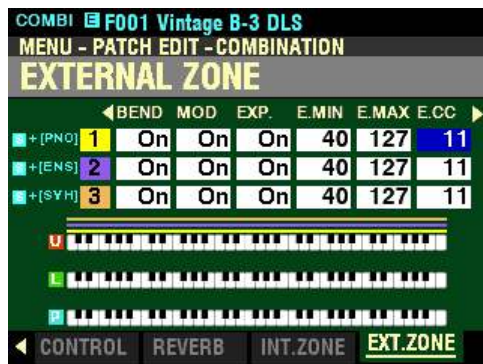 COMBI E F001 Vintage B-3 DLS
MENU - PATCH EDIT - COMBINATION
EXTERNAL ZONE
BEND MOD EXP. E.MIN E.MAX E.CC
S + [PNO] 1 On On On 40 127 11
S + [ENS] 2 On On On 40 127 11
S + [SYH] 3 On On On 40 127 11
U
L
P
CONTROL REVERB INT.ZONE EXT.ZONE